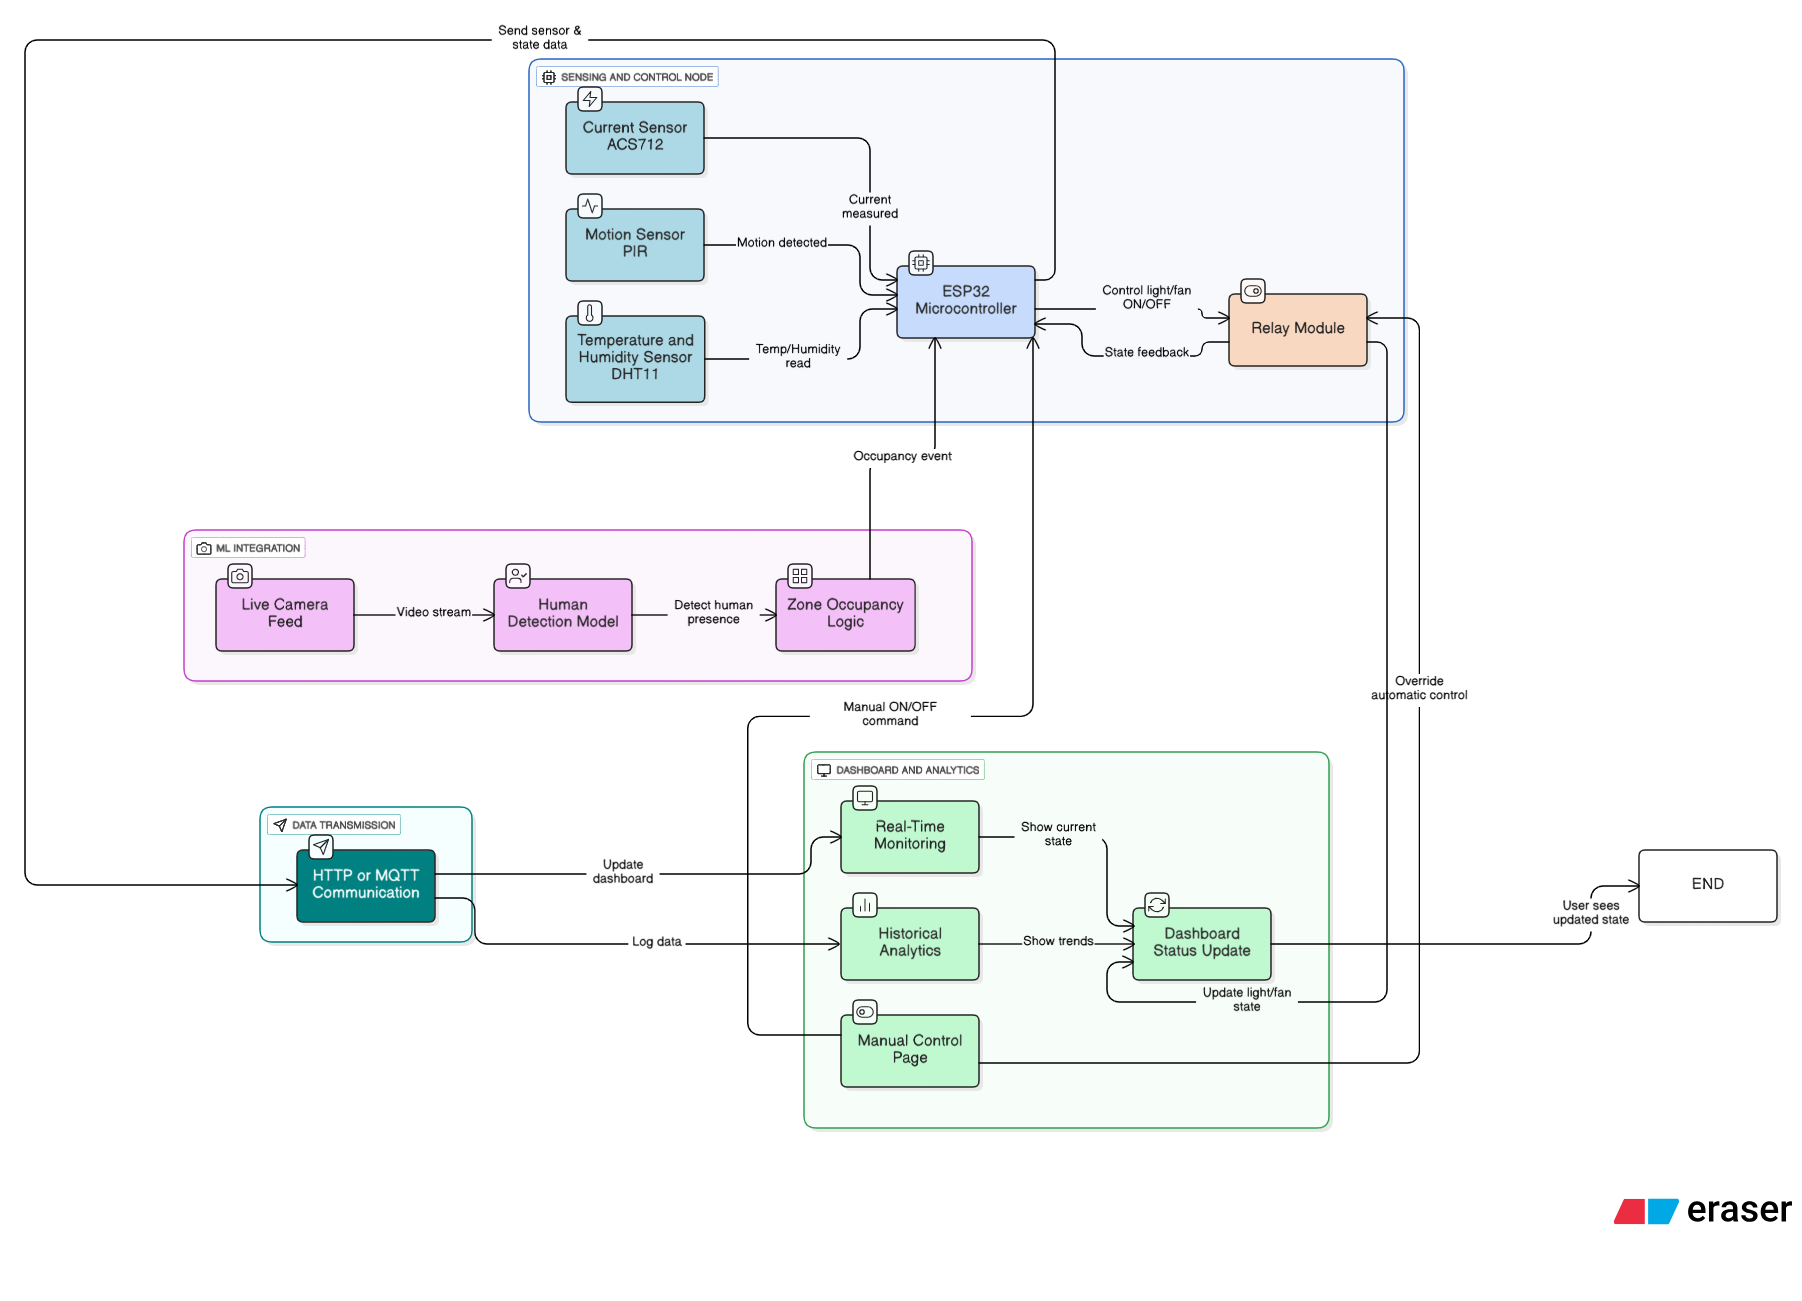 Send sensor &
state data
SENSING AND CONTROL NODE
Current Sensor
ACS712
Current
measured
Motion Sensor
PIR
Motion detected
Temperature and
Humidity Sensor
DHT11
Temp/Humidity
read
ESP32
Microcontroller
Control light/fan
ON/OFF
State feedback
Relay Module
Occupancy event
ML INTEGRATION
Live Camera
Feed
Video stream
Human
Detection Model
Detect human
presence
Zone Occupancy
Logic
Override
automatic control
Manual ON/OFF
command
DATA TRANSMISSION
HTTP or MQTT
Communication
Update
dashboard
Log data
DASHBOARD AND ANALYTICS
Real-Time
Monitoring
Show current
state
Historical
Analytics
Show trends
Dashboard
Status Update
Update light/fan
state
Manual Control
Page
User sees
updated state
END
eraser